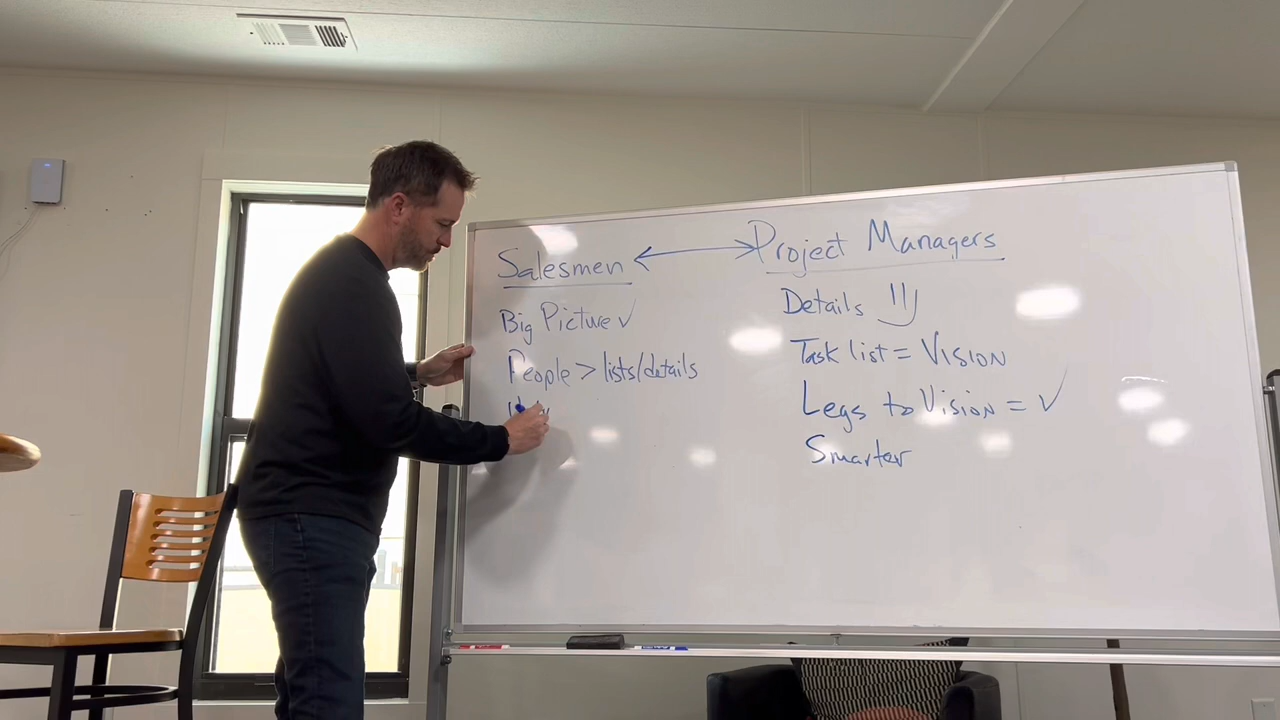 Salesmen ↔ Project Managers
Big Picture ✓
People > lists/details
Details
Task list = VISION
Legs to Vision = ✓
Smarter